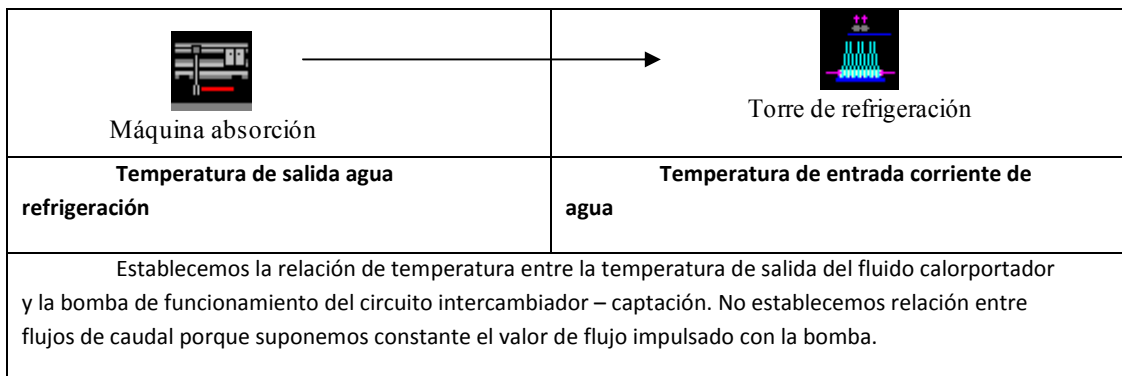 Máquina absorción
Torre de refrigeración
Temperatura de salida agua
refrigeración
Temperatura de entrada corriente de
agua
Establecemos la relación de temperatura entre la temperatura de salida del fluido calorportador
y la bomba de funcionamiento del circuito intercambiador – captación. No establecemos relación entre
flujos de caudal porque suponemos constante el valor de flujo impulsado con la bomba.